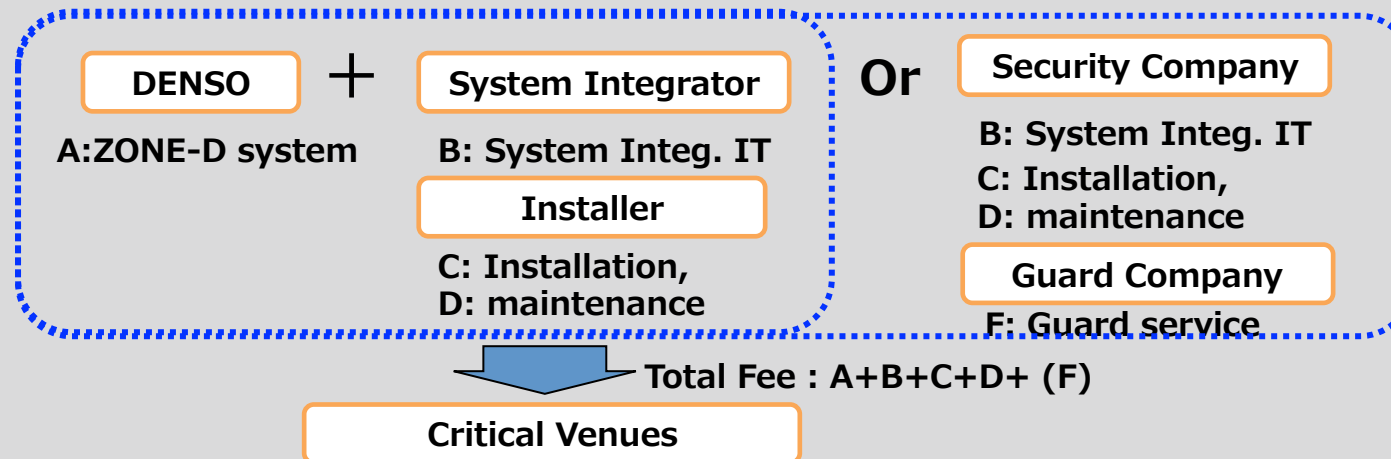 DENSO
+
System Integrator
Or
Security Company
A:ZONE-D system
B: System Integ. IT
Installer
C: Installation,
D: maintenance
B: System Integ. IT
C: Installation,
D: maintenance
Guard Company
F: Guard service
Total Fee : A+B+C+D+ (F)
Critical Venues